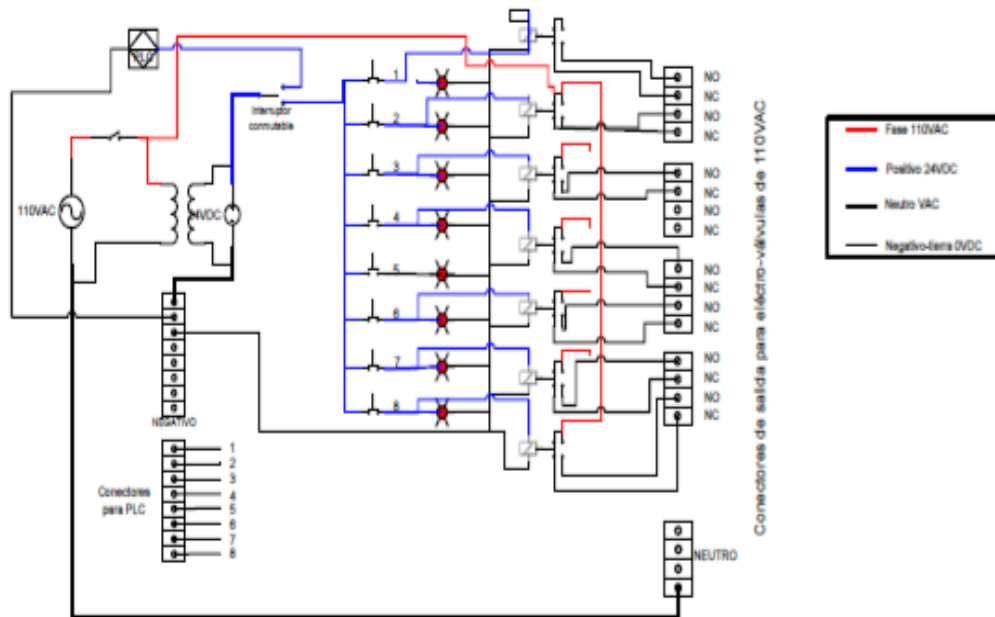 PLC
1
2
3
4
5
6
7
8
Interruptor
conmutable
110VAC
24VDC
NEGATIVO
Conectores
para PLC
1
2
3
4
5
6
7
8
NO
NC
NO
NC
NO
NC
NO
NC
NO
NC
NO
NC
NO
NC
NO
NC
NEUTRO
Conectores de salida para eléctro-válvulas de 110VAC
Fase 110VAC
Positivo 24VDC
Neutro VAC
Negativo-tierra 0VDC